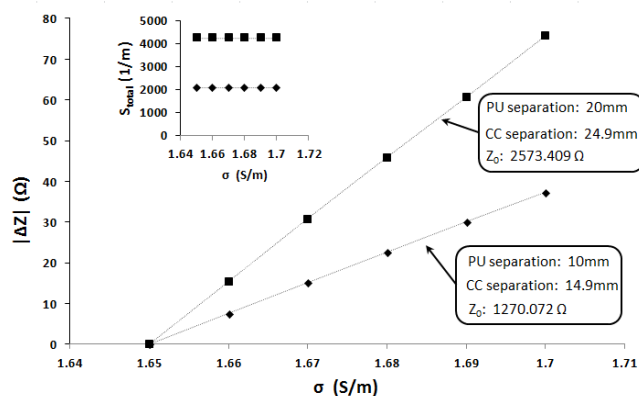 80
70
60
50
40
30
20
10
0
|ΔZ| (Ω)
1.64
1.65
1.66
1.67
1.68
1.69
1.7
1.71
σ (S/m)
5000
4000
3000
2000
1000
0
S_total (1/m)
1.64
1.66
1.68
1.7
1.72
σ (S/m)
PU separation: 20mm
CC separation: 24.9mm
Z₀: 2573.409 Ω
PU separation: 10mm
CC separation: 14.9mm
Z₀: 1270.072 Ω